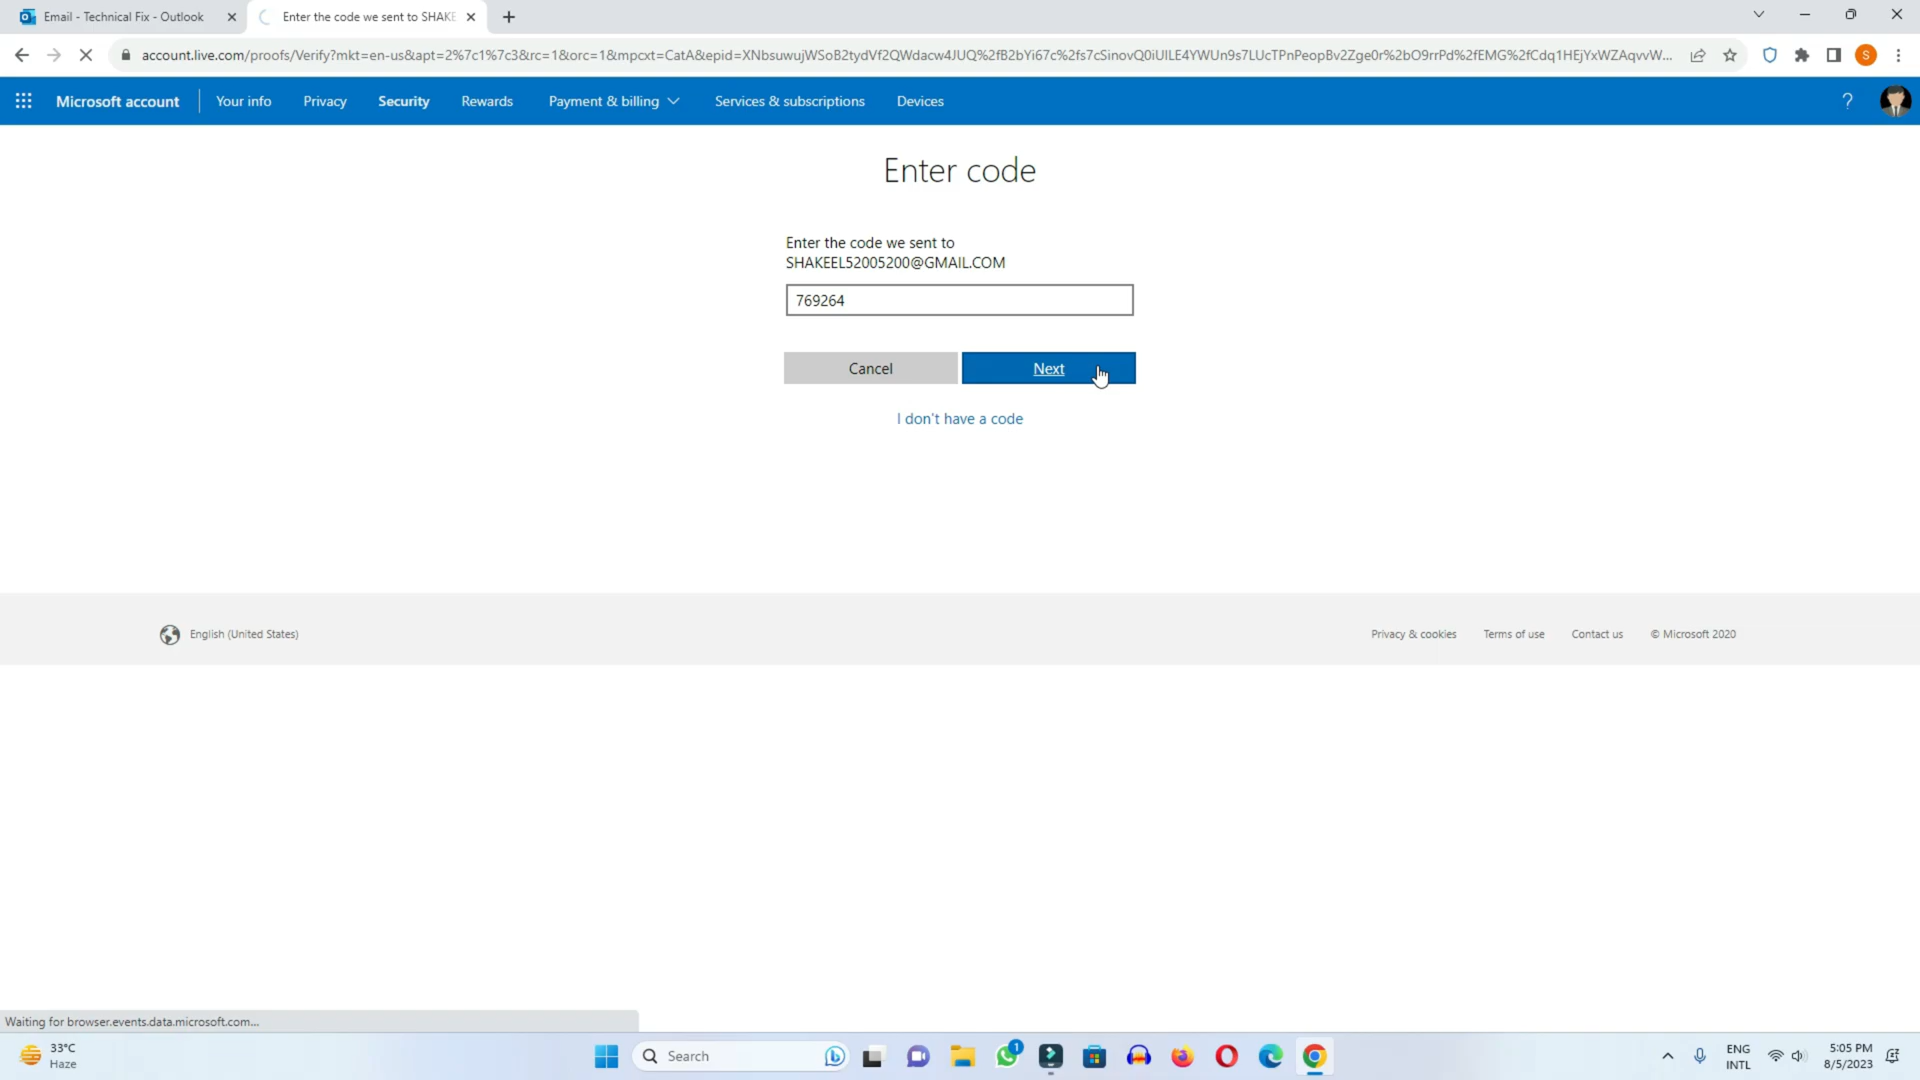 Email - Technical Fix - Outlook
Enter the code we sent to SHAKE
account.live.com/proofs/Verify?mkt=en-us&apt=2%7c1%7c3&rc=1&orc=1&mpcxt=CatA&epid=XNbsuwujWSoB2tydVf2QWdacw4JUQ%2fB2bYi67c%2fs7cSinovQ0iUILE4YWUn9s7LUcTPnPeopBv2Zge0r%2bO9rrPd%2fEMG%2fCdq1HEjYxWZAqvvW...
S
Microsoft account
Your info
Privacy
Security
Rewards
Payment & billing
Services & subscriptions
Devices
?
Enter code
Enter the code we sent to
SHAKEEL52005200@GMAIL.COM
769264
Cancel
Next
I don't have a code
English (United States)
Privacy & cookies
Terms of use
Contact us
© Microsoft 2020
Waiting for browser.events.data.microsoft.com...
33°C
Haze
Search
1
ENG
INTL
5:05 PM
8/5/2023